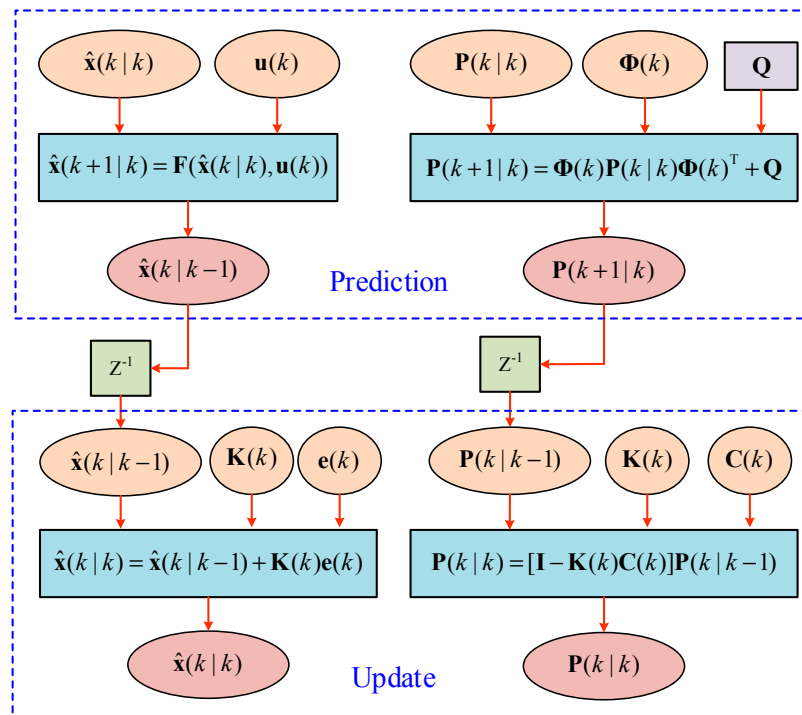 x̂(k|k) u(k) P(k|k) Φ(k) Q
x̂(k+1|k) = F(x̂(k|k),u(k)) P(k+1|k) = Φ(k)P(k|k)Φ(k)ᵀ + Q
x̂(k|k−1) P(k+1|k)
Prediction
Z⁻¹ Z⁻¹
x̂(k|k−1) K(k) e(k) P(k|k−1) K(k) C(k)
x̂(k|k) = x̂(k|k−1) + K(k)e(k) P(k|k) = [I − K(k)C(k)]P(k|k−1)
x̂(k|k) P(k|k)
Update